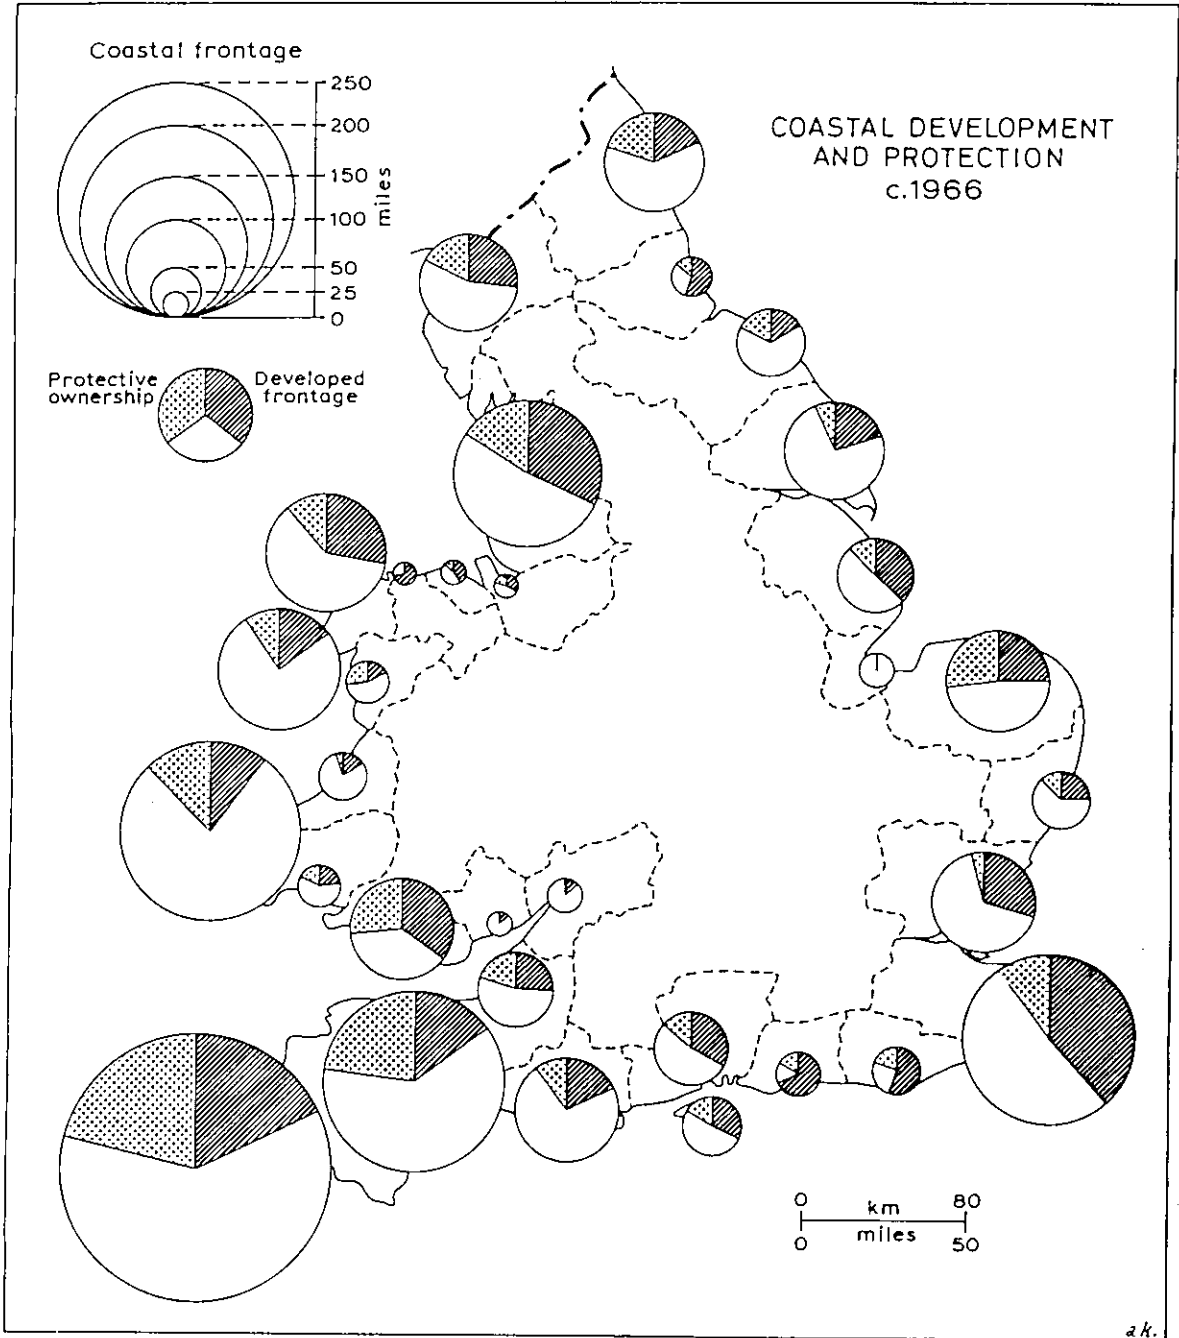 Coastal frontage
250
200
150
100
50
25
0
miles
Protective ownership
Developed frontage
COASTAL DEVELOPMENT
AND PROTECTION
c.1966
0 km 80
0 miles 50
ak.